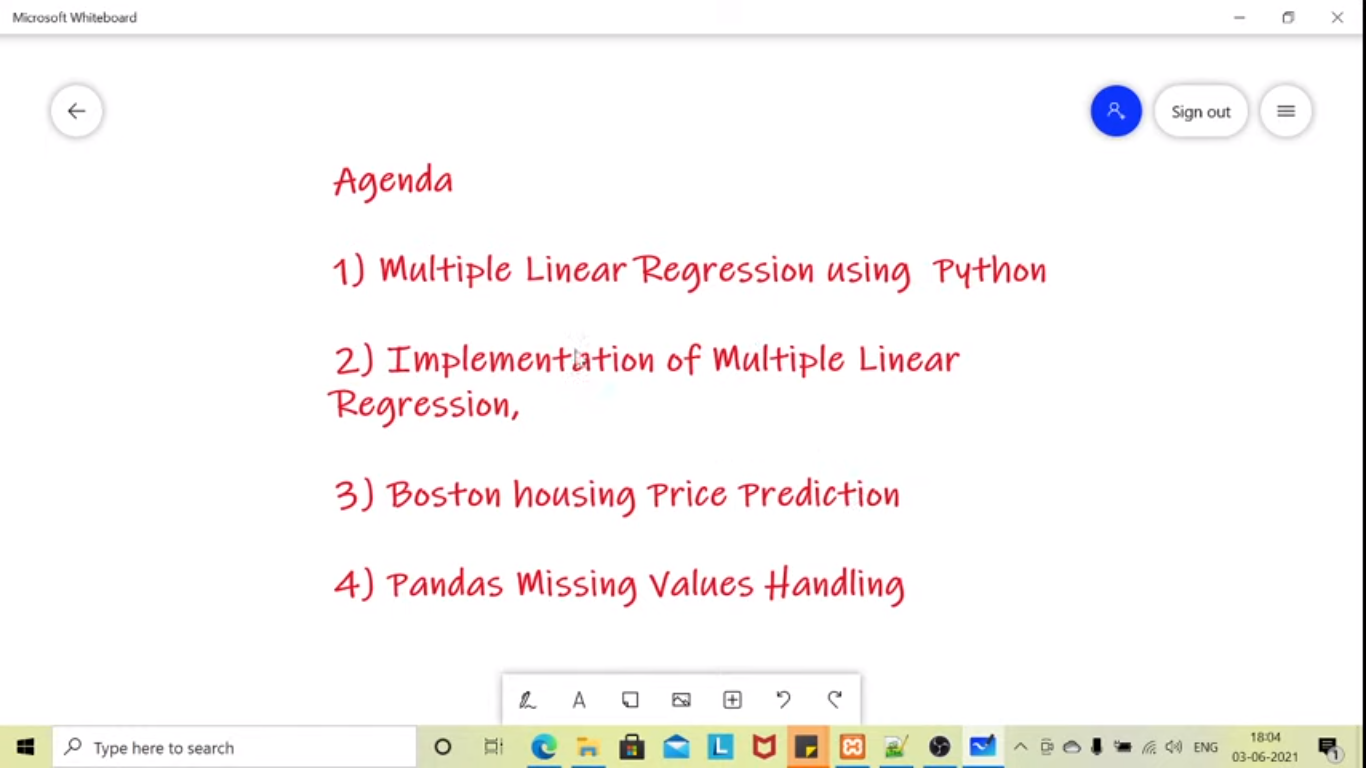 Microsoft Whiteboard
Sign out
Agenda
1) Multiple Linear Regression using Python
2) Implementation of Multiple Linear
Regression,
3) Boston housing Price Prediction
4) Pandas Missing Values Handling
A
Type here to search
L
ENG
18:04
03-06-2021
1